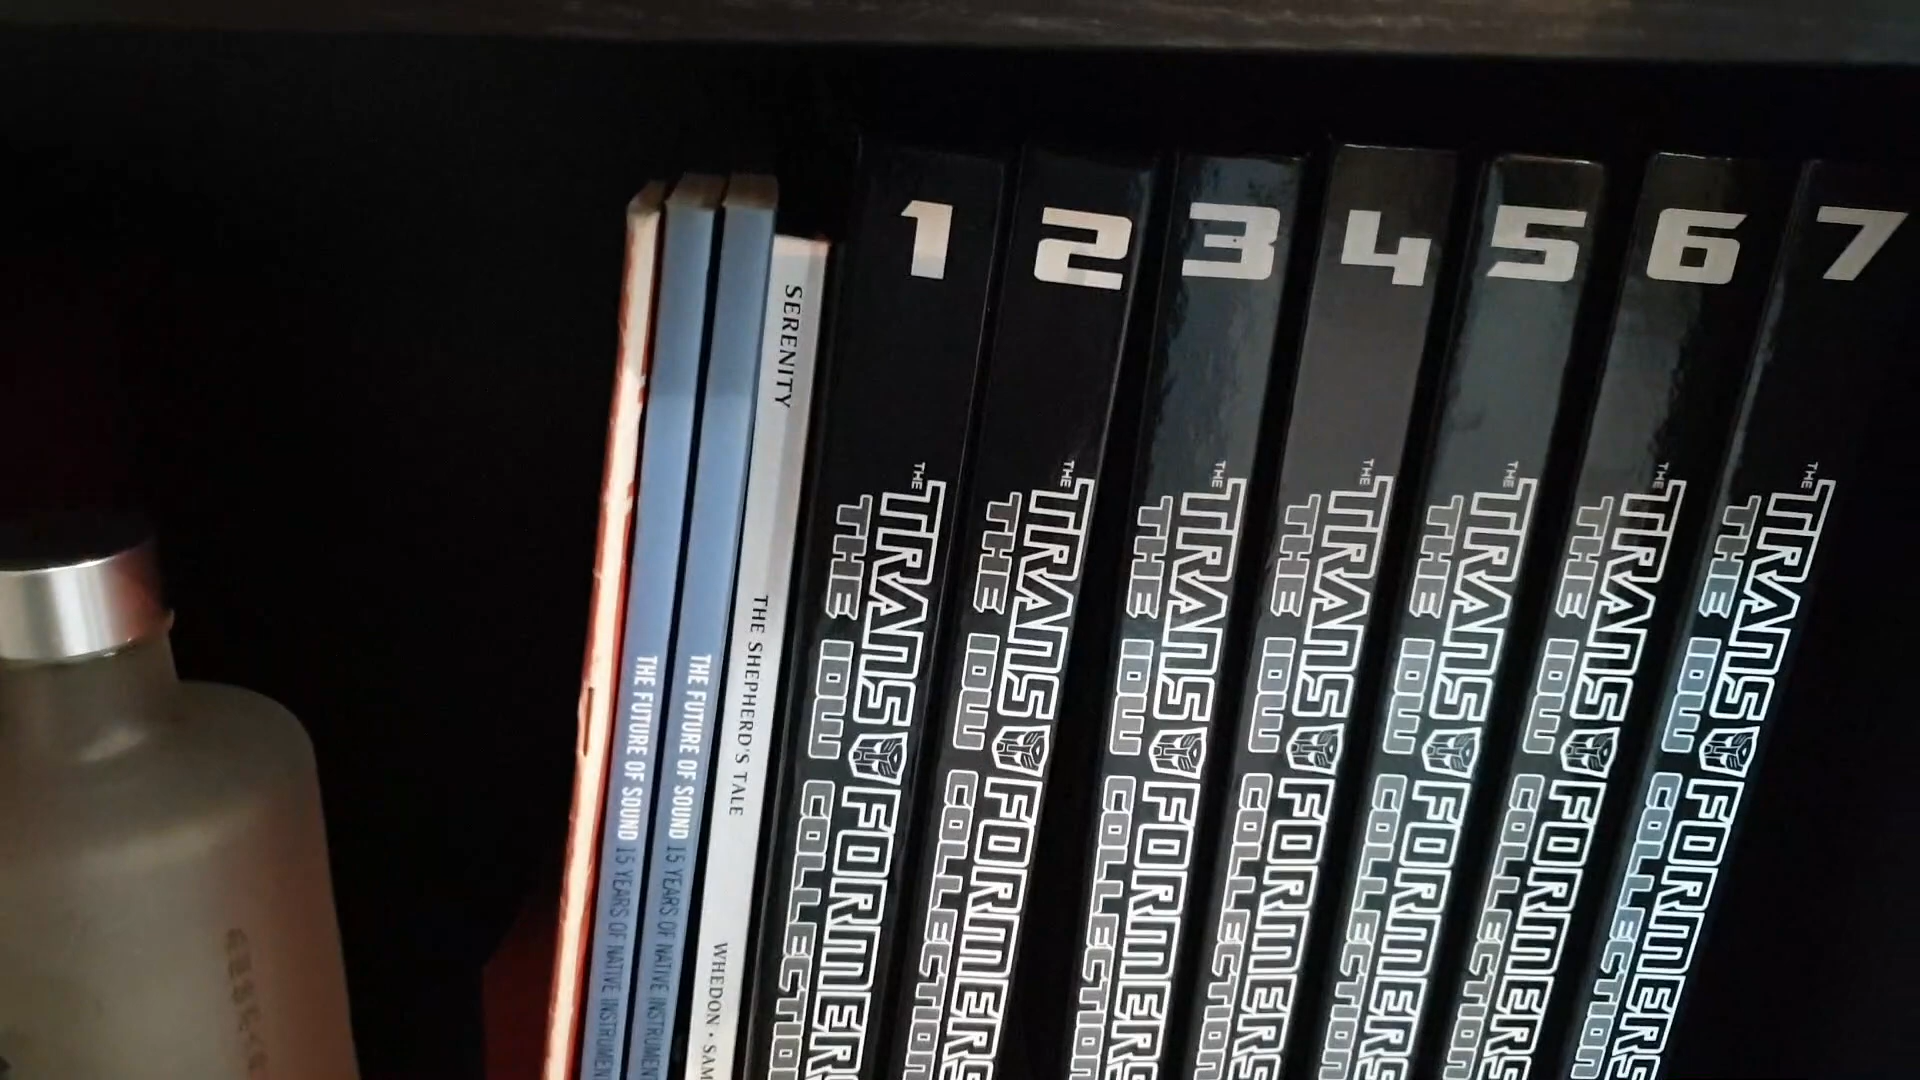 THE FUTURE OF SOUND 15 YEARS OF NATIVE
THE FUTURE OF SOUND 15 YEARS OF NATIVE
SERENITY THE SHEPHERD'S TALE WHEDON •
1 THE TRANSFORMERS
THE IDW COLLECTION
2 THE TRANSFORMERS
THE IDW COLLECTION
3 THE TRANSFORMERS
THE IDW COLLECTION
4 THE TRANSFORMERS
THE IDW COLLECTION
5 THE TRANSFORMERS
THE IDW COLLECTION
6 THE TRANSFORMERS
THE IDW COLLECTION
7 THE TRANSFORMERS
THE IDW COLLECTION